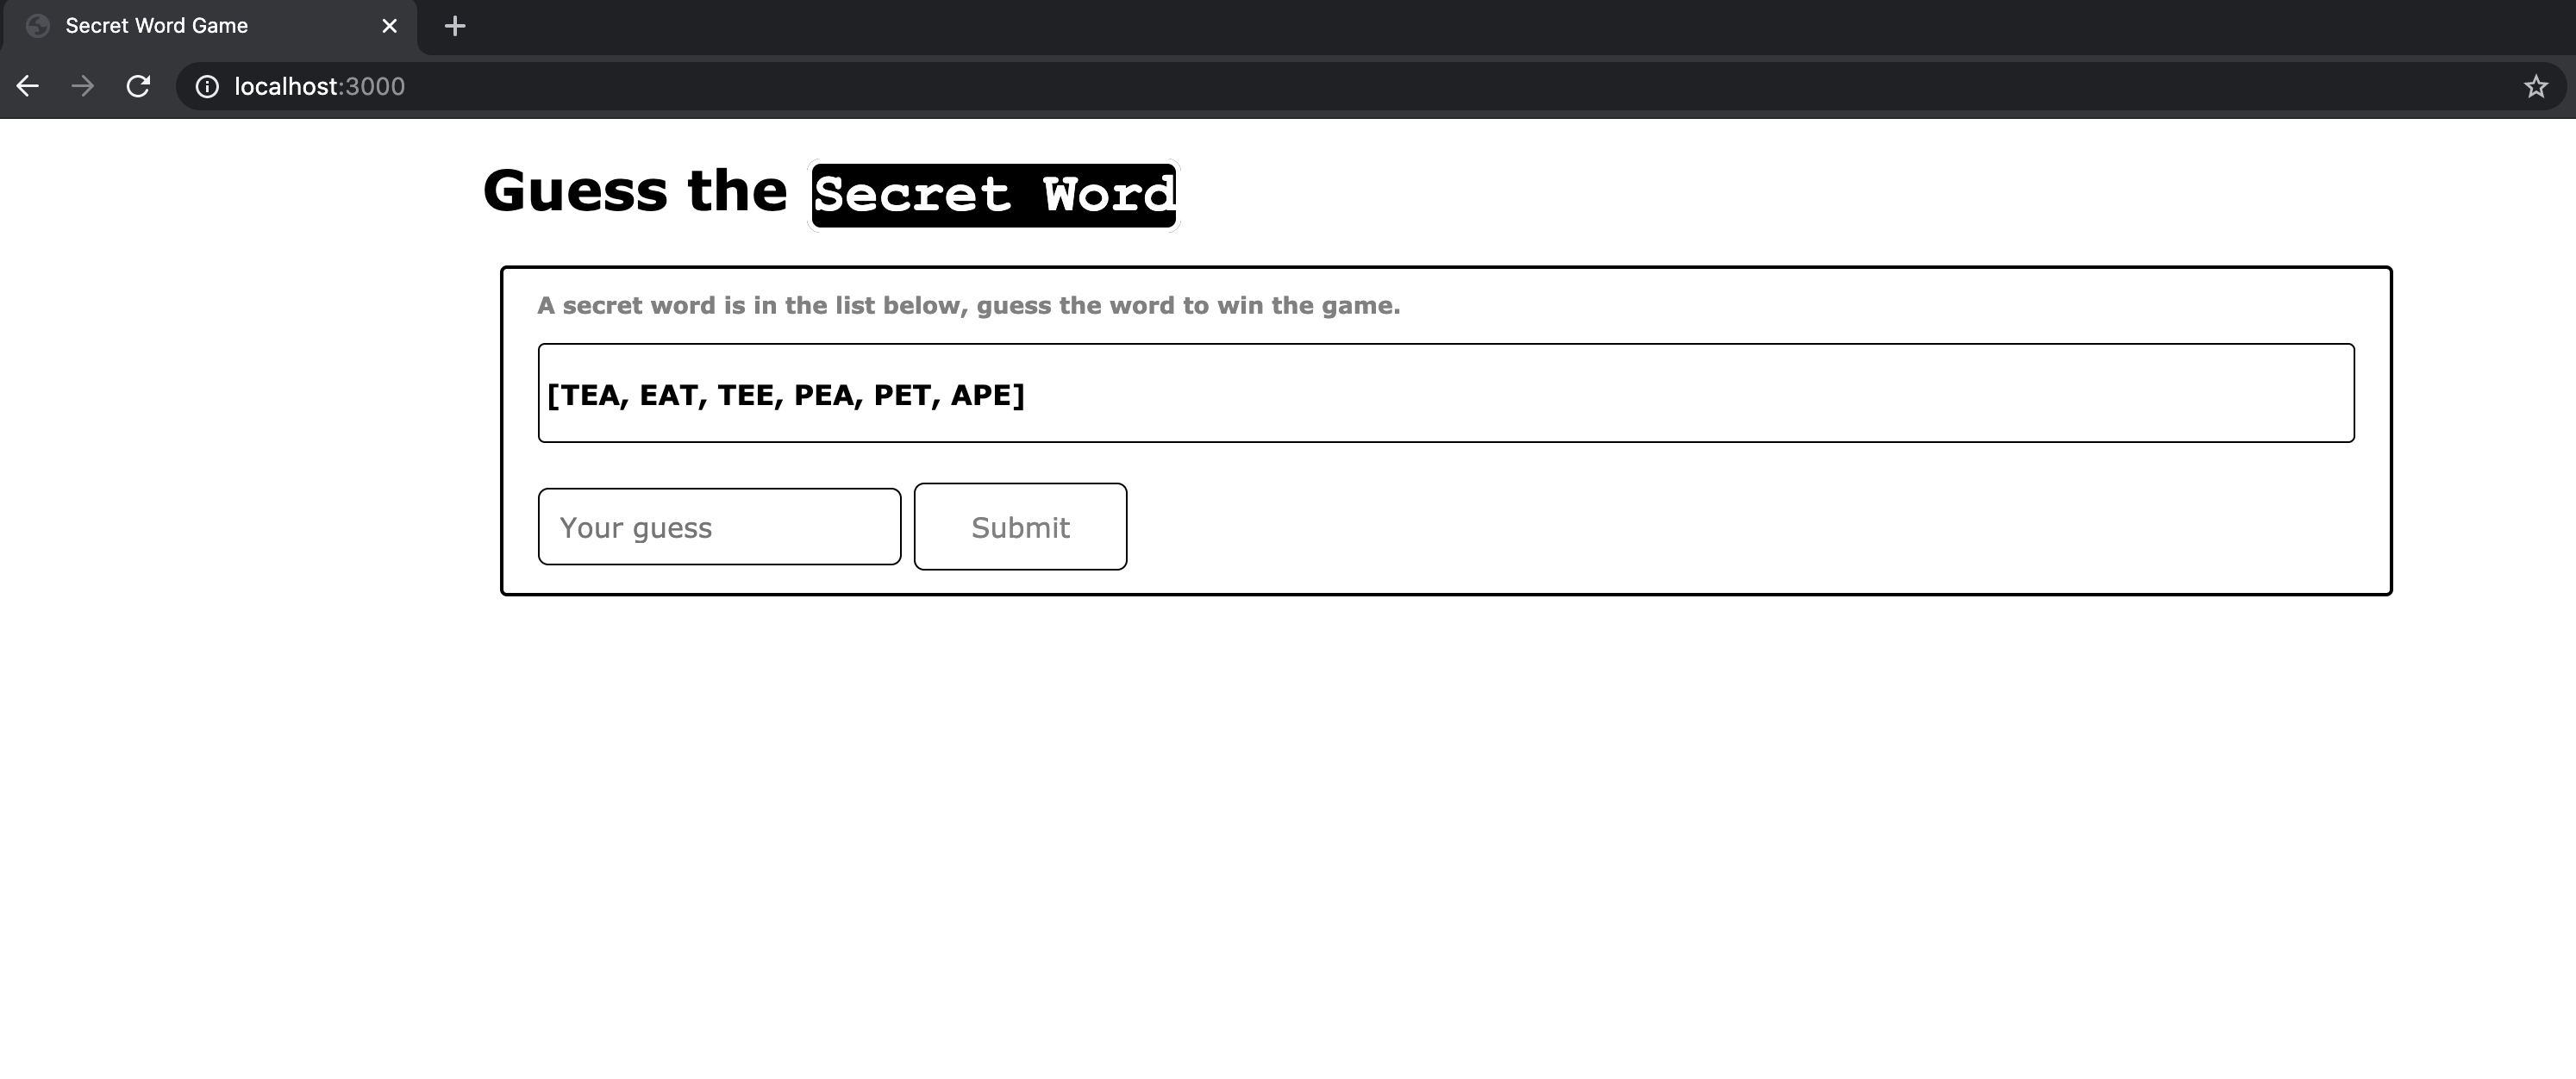 Secret Word Game
localhost:3000
Guess the Secret Word
A secret word is in the list below, guess the word to win the game.
[TEA, EAT, TEE, PEA, PET, APE]
Your guess Submit